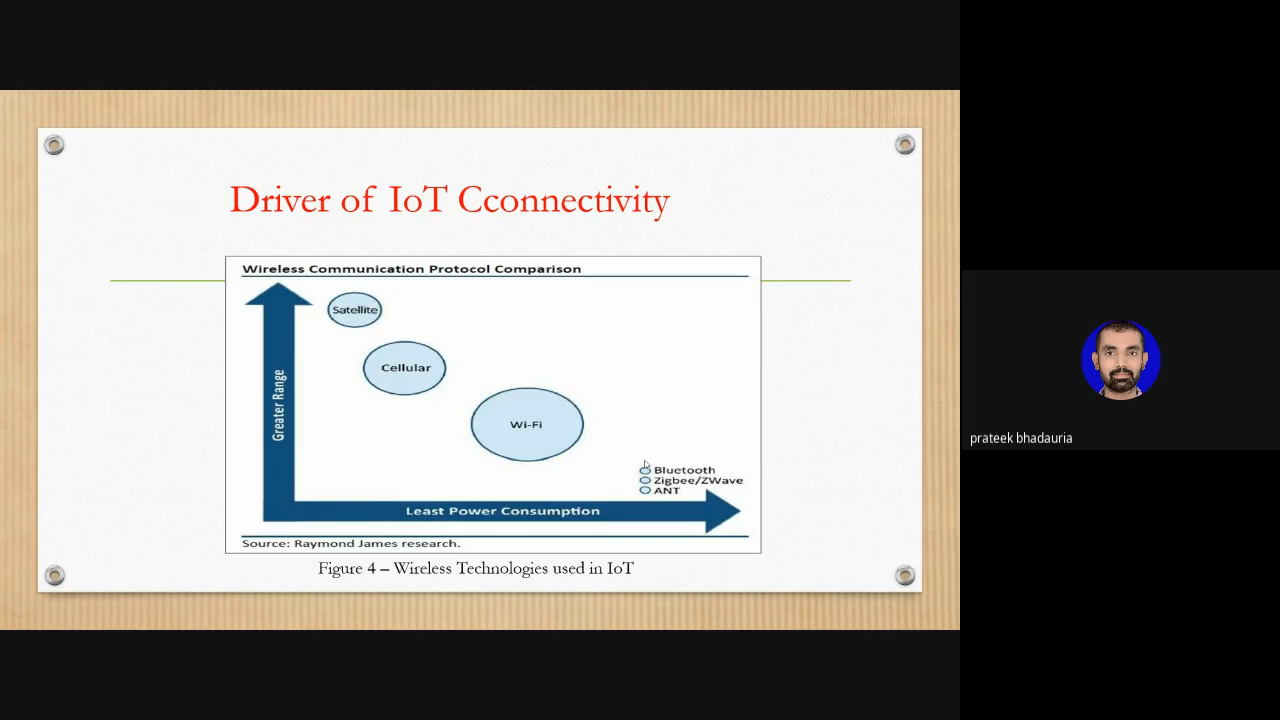 Driver of IoT Cconnectivity
Wireless Communication Protocol Comparison
Satellite
Cellular
Greater Range
Wi-Fi
Bluetooth
Zigbee/ZWave
ANT
Least Power Consumption
Source: Raymond James research.
Figure 4 – Wireless Technologies used in IoT
prateek bhadauria